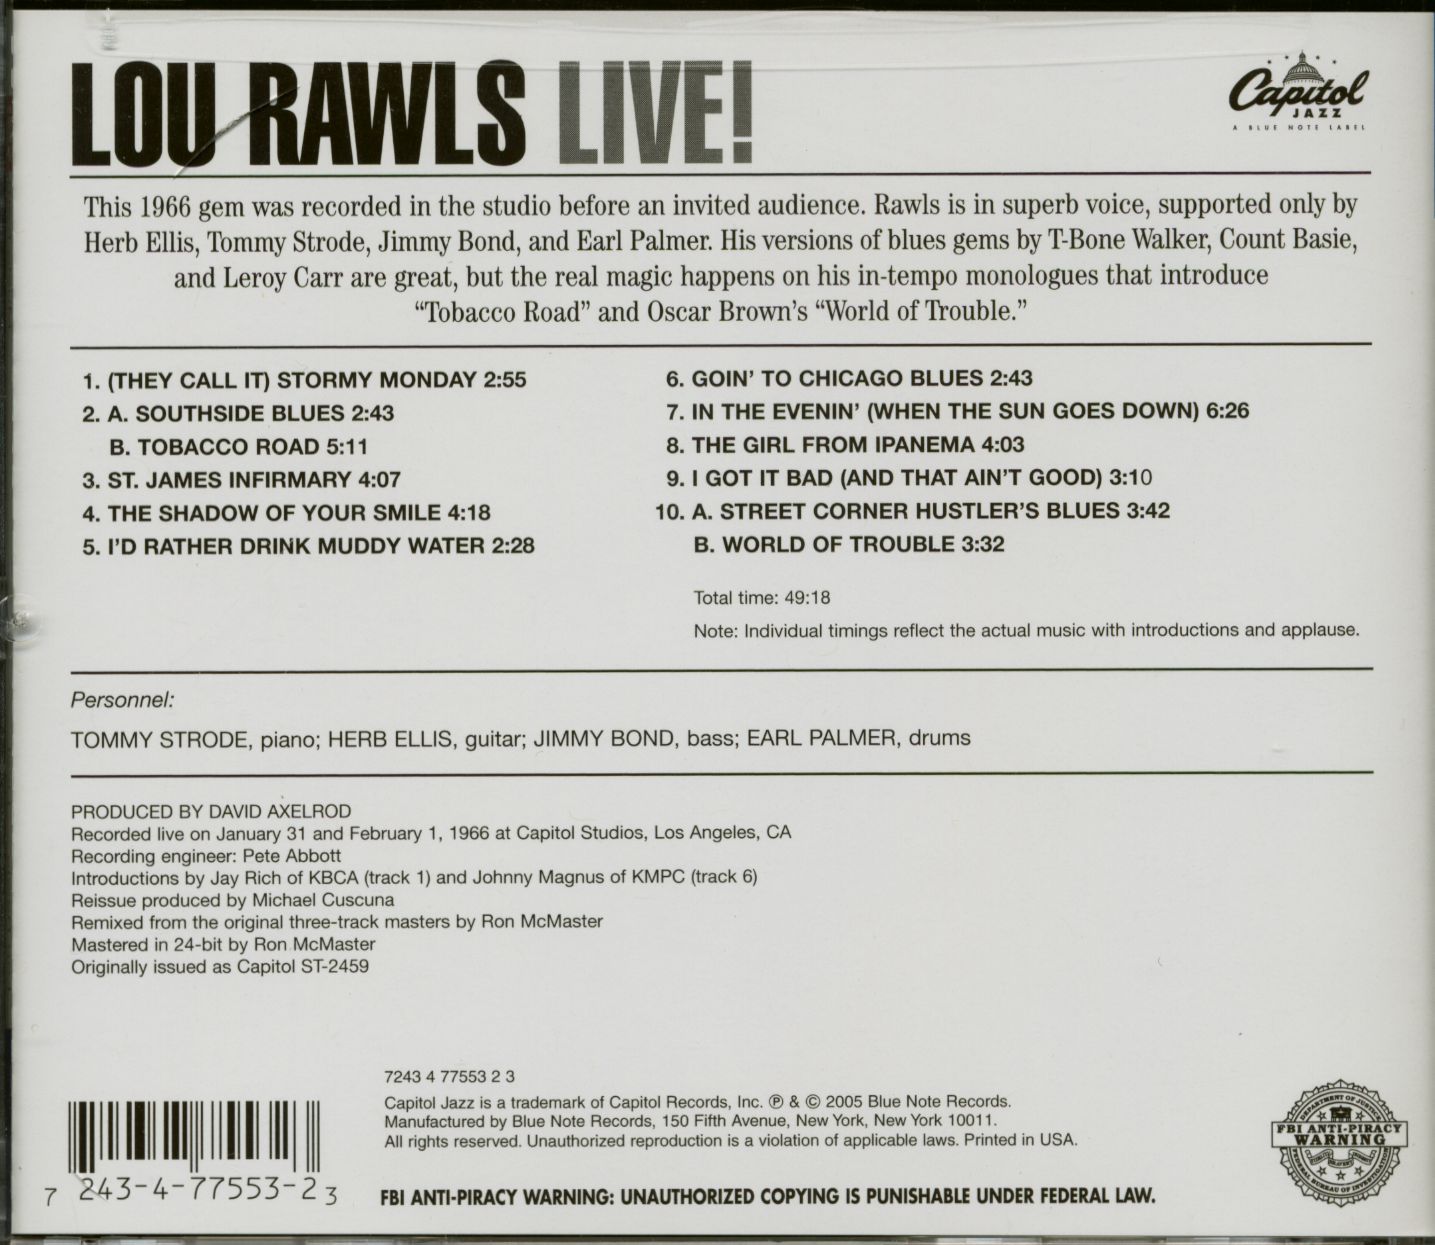 LOU RAWLS LIVE!
Capitol
JAZZ
A BLUE NOTE LABEL
This 1966 gem was recorded in the studio before an invited audience. Rawls is in superb voice, supported only by
Herb Ellis, Tommy Strode, Jimmy Bond, and Earl Palmer. His versions of blues gems by T-Bone Walker, Count Basie,
and Leroy Carr are great, but the real magic happens on his in-tempo monologues that introduce
“Tobacco Road” and Oscar Brown’s “World of Trouble.”
1. (THEY CALL IT) STORMY MONDAY 2:55
2. A. SOUTHSIDE BLUES 2:43
B. TOBACCO ROAD 5:11
3. ST. JAMES INFIRMARY 4:07
4. THE SHADOW OF YOUR SMILE 4:18
5. I’D RATHER DRINK MUDDY WATER 2:28
6. GOIN’ TO CHICAGO BLUES 2:43
7. IN THE EVENIN’ (WHEN THE SUN GOES DOWN) 6:26
8. THE GIRL FROM IPANEMA 4:03
9. I GOT IT BAD (AND THAT AIN’T GOOD) 3:10
10. A. STREET CORNER HUSTLER’S BLUES 3:42
B. WORLD OF TROUBLE 3:32
Total time: 49:18
Note: Individual timings reflect the actual music with introductions and applause.
Personnel:
TOMMY STRODE, piano; HERB ELLIS, guitar; JIMMY BOND, bass; EARL PALMER, drums
PRODUCED BY DAVID AXELROD
Recorded live on January 31 and February 1, 1966 at Capitol Studios, Los Angeles, CA
Recording engineer: Pete Abbott
Introductions by Jay Rich of KBCA (track 1) and Johnny Magnus of KMPC (track 6)
Reissue produced by Michael Cuscuna
Remixed from the original three-track masters by Ron McMaster
Mastered in 24-bit by Ron McMaster
Originally issued as Capitol ST-2459
7243 4 77553 2 3
Capitol Jazz is a trademark of Capitol Records, Inc. ℗ & © 2005 Blue Note Records.
Manufactured by Blue Note Records, 150 Fifth Avenue, New York, New York 10011.
All rights reserved. Unauthorized reproduction is a violation of applicable laws. Printed in USA.
FBI ANTI-PIRACY WARNING: UNAUTHORIZED COPYING IS PUNISHABLE UNDER FEDERAL LAW.
7 243-4-77553-2 3
DEPARTMENT OF JUSTICE
FBI ANTI-PIRACY
WARNING
FEDERAL BUREAU OF INVESTIGATION